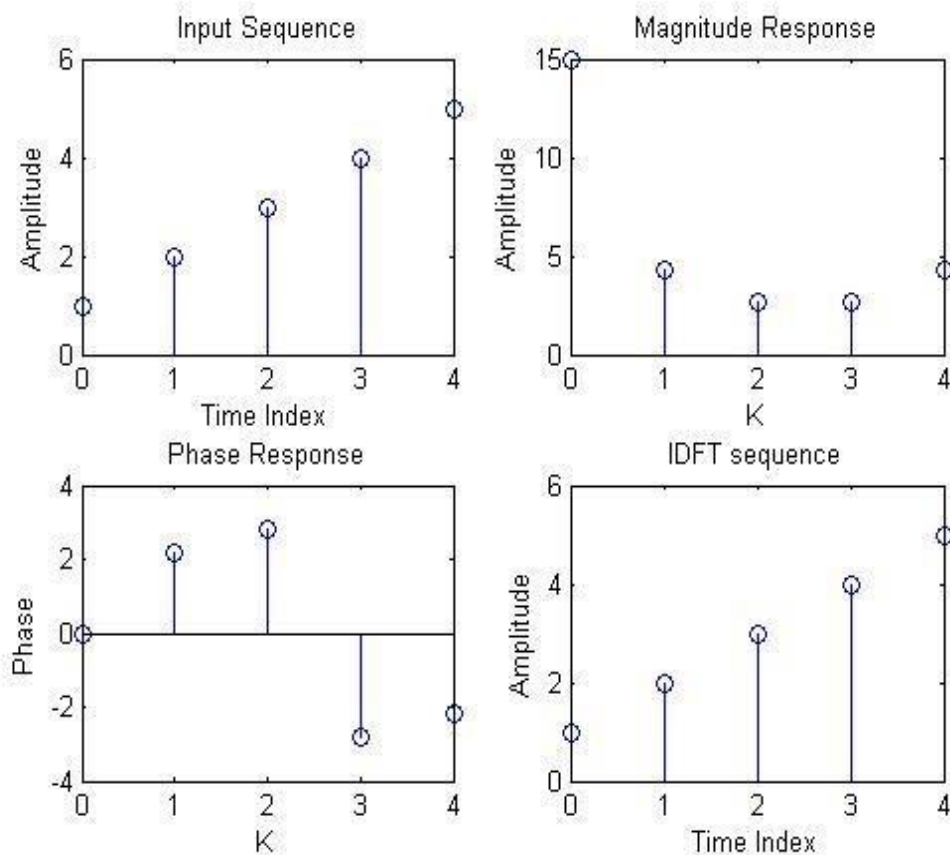 Input Sequence
Amplitude
6
4
2
0
0 1 2 3 4
Time Index
Magnitude Response
Amplitude
15
10
5
0
0 1 2 3 4
K
Phase Response
Phase
4
2
0
-2
-4
0 1 2 3 4
K
IDFT sequence
Amplitude
6
4
2
0
0 1 2 3 4
Time Index